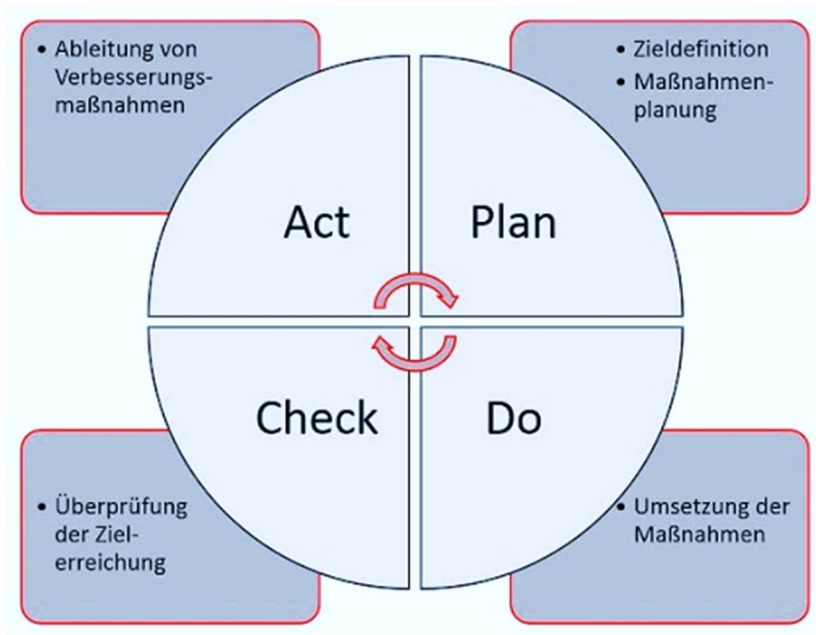 • Ableitung von
Verbesserungs-
maßnahmen
• Zieldefinition
• Maßnahmen-
planung
Act
Plan
Check
Do
• Überprüfung
der Ziel-
erreichung
• Umsetzung der
Maßnahmen